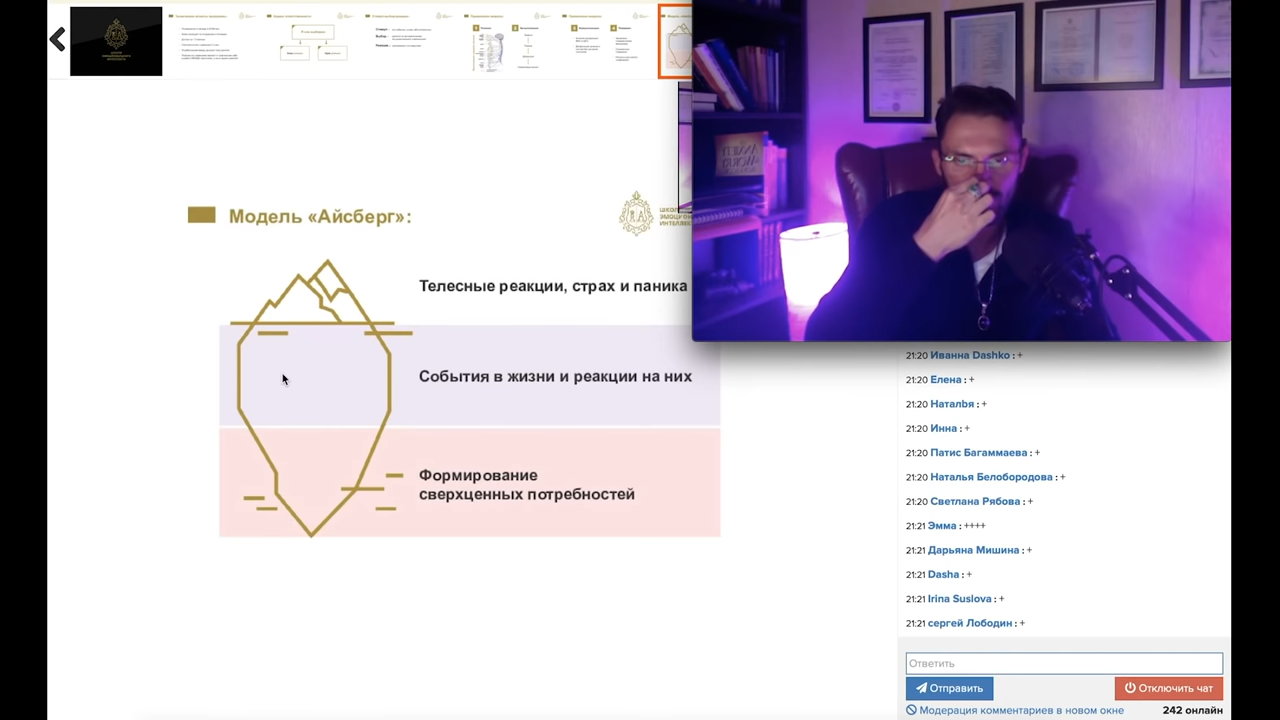 Модель «Айсберг»:
Телесные реакции, страх и паника
События в жизни и реакции на них
Формирование
сверхценных потребностей
21:20 Иванна Dashko : +
21:20 Елена : +
21:20 Наталья : +
21:20 Инна : +
21:20 Патис Багаммаева : +
21:20 Наталья Белобородова : +
21:20 Светлана Рябова : +
21:21 Эмма : ++++
21:21 Дарьяна Мишина : +
21:21 Dasha : +
21:21 Irina Suslova : +
21:21 сергей Лободин : +
Ответить
Отправить
Отключить чат
Модерация комментариев в новом окне
242 онлайн